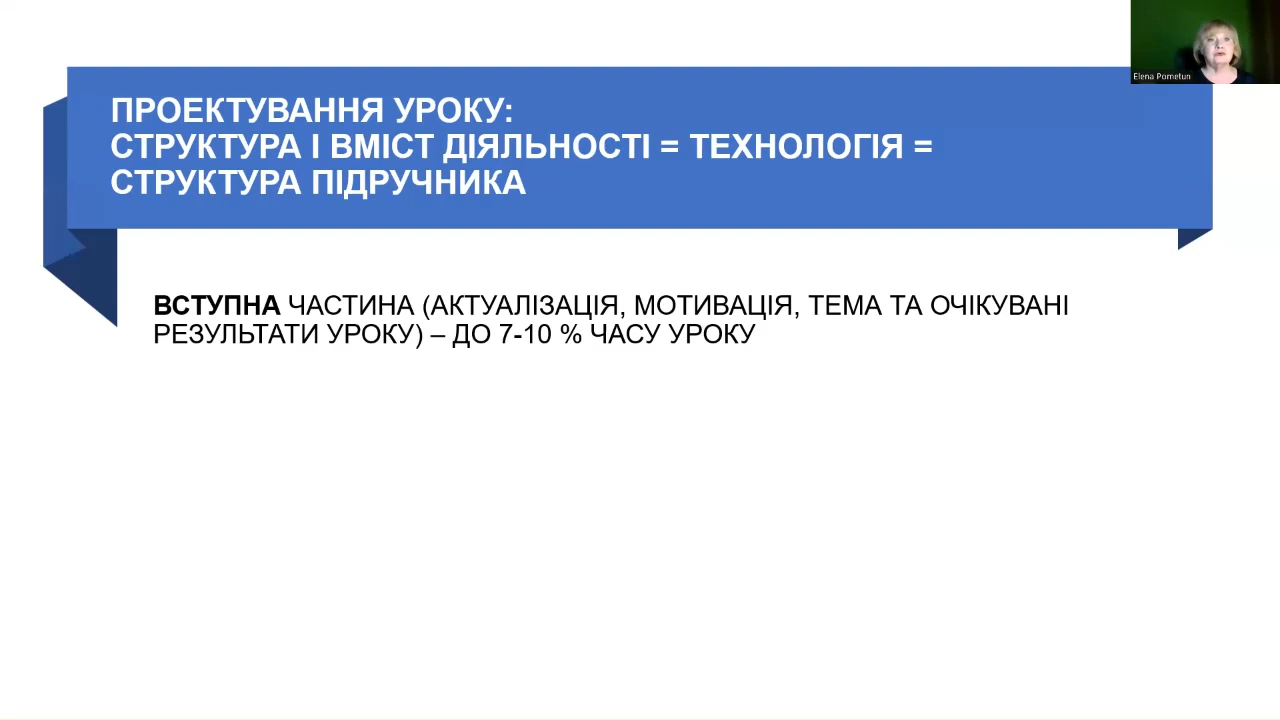 Elena Pometun
ПРОЕКТУВАННЯ УРОКУ:
СТРУКТУРА І ВМІСТ ДІЯЛЬНОСТІ = ТЕХНОЛОГІЯ =
СТРУКТУРА ПІДРУЧНИКА
ВСТУПНА ЧАСТИНА (АКТУАЛІЗАЦІЯ, МОТИВАЦІЯ, ТЕМА ТА ОЧІКУВАНІ
РЕЗУЛЬТАТИ УРОКУ) – ДО 7-10 % ЧАСУ УРОКУ